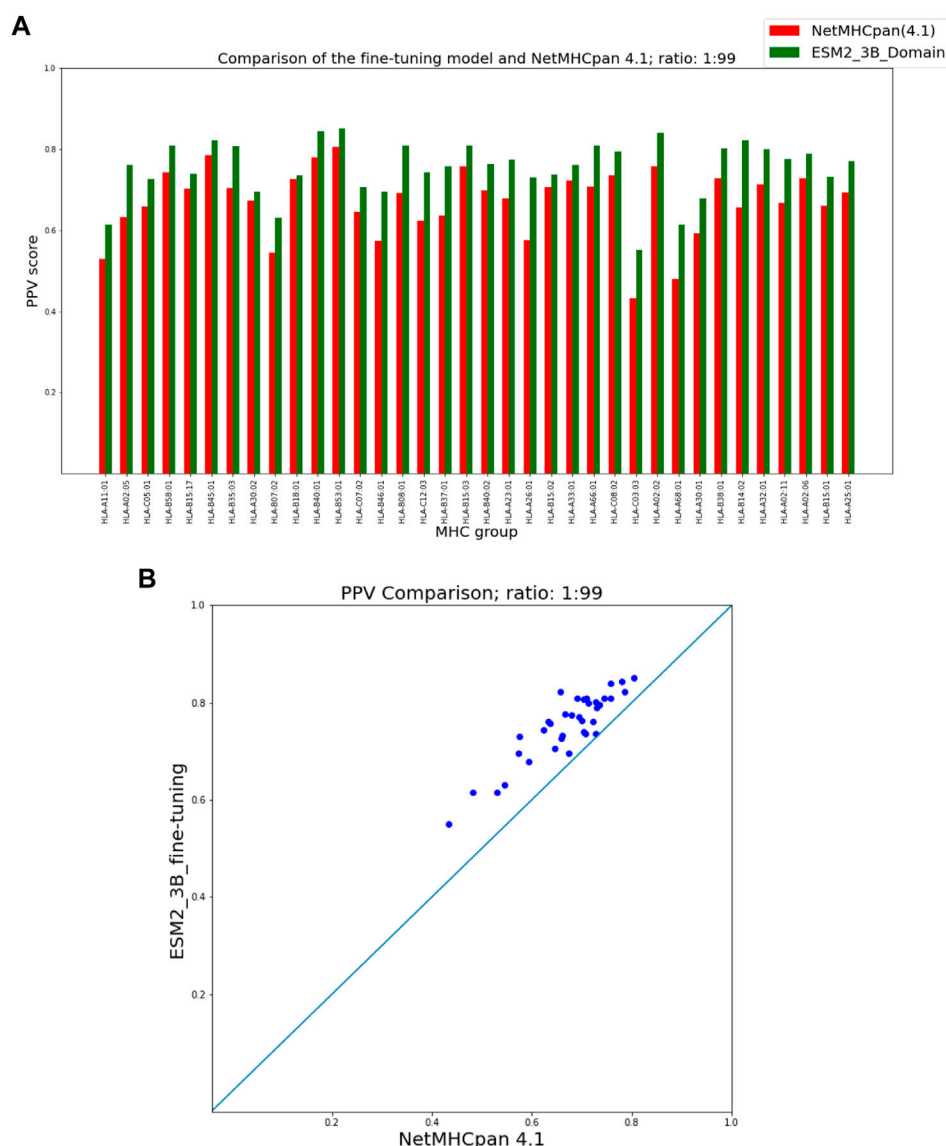 A
NetMHCpan(4.1)
ESM2_3B_Domain
Comparison of the fine-tuning model and NetMHCpan 4.1; ratio: 1:99
1.0
0.8
0.6
0.4
0.2
PPV score
HLA-A11:01
HLA-A02:05
HLA-C05:01
HLA-B58:01
HLA-B15:17
HLA-B45:01
HLA-B35:03
HLA-A30:02
HLA-B07:02
HLA-B18:01
HLA-B40:01
HLA-B53:01
HLA-C07:02
HLA-B46:01
HLA-B08:01
HLA-C12:03
HLA-B37:01
HLA-B15:03
HLA-B40:02
HLA-A23:01
HLA-A26:01
HLA-B15:02
HLA-A33:01
HLA-A66:01
HLA-C08:02
HLA-C03:03
HLA-A02:02
HLA-A68:01
HLA-A30:01
HLA-B38:01
HLA-B14:02
HLA-A32:01
HLA-A02:11
HLA-A02:06
HLA-B15:01
HLA-A25:01
MHC group
B
PPV Comparison; ratio: 1:99
1.0
0.8
0.6
0.4
0.2
ESM2_3B_fine-tuning
0.2 0.4 0.6 0.8 1.0
NetMHCpan 4.1